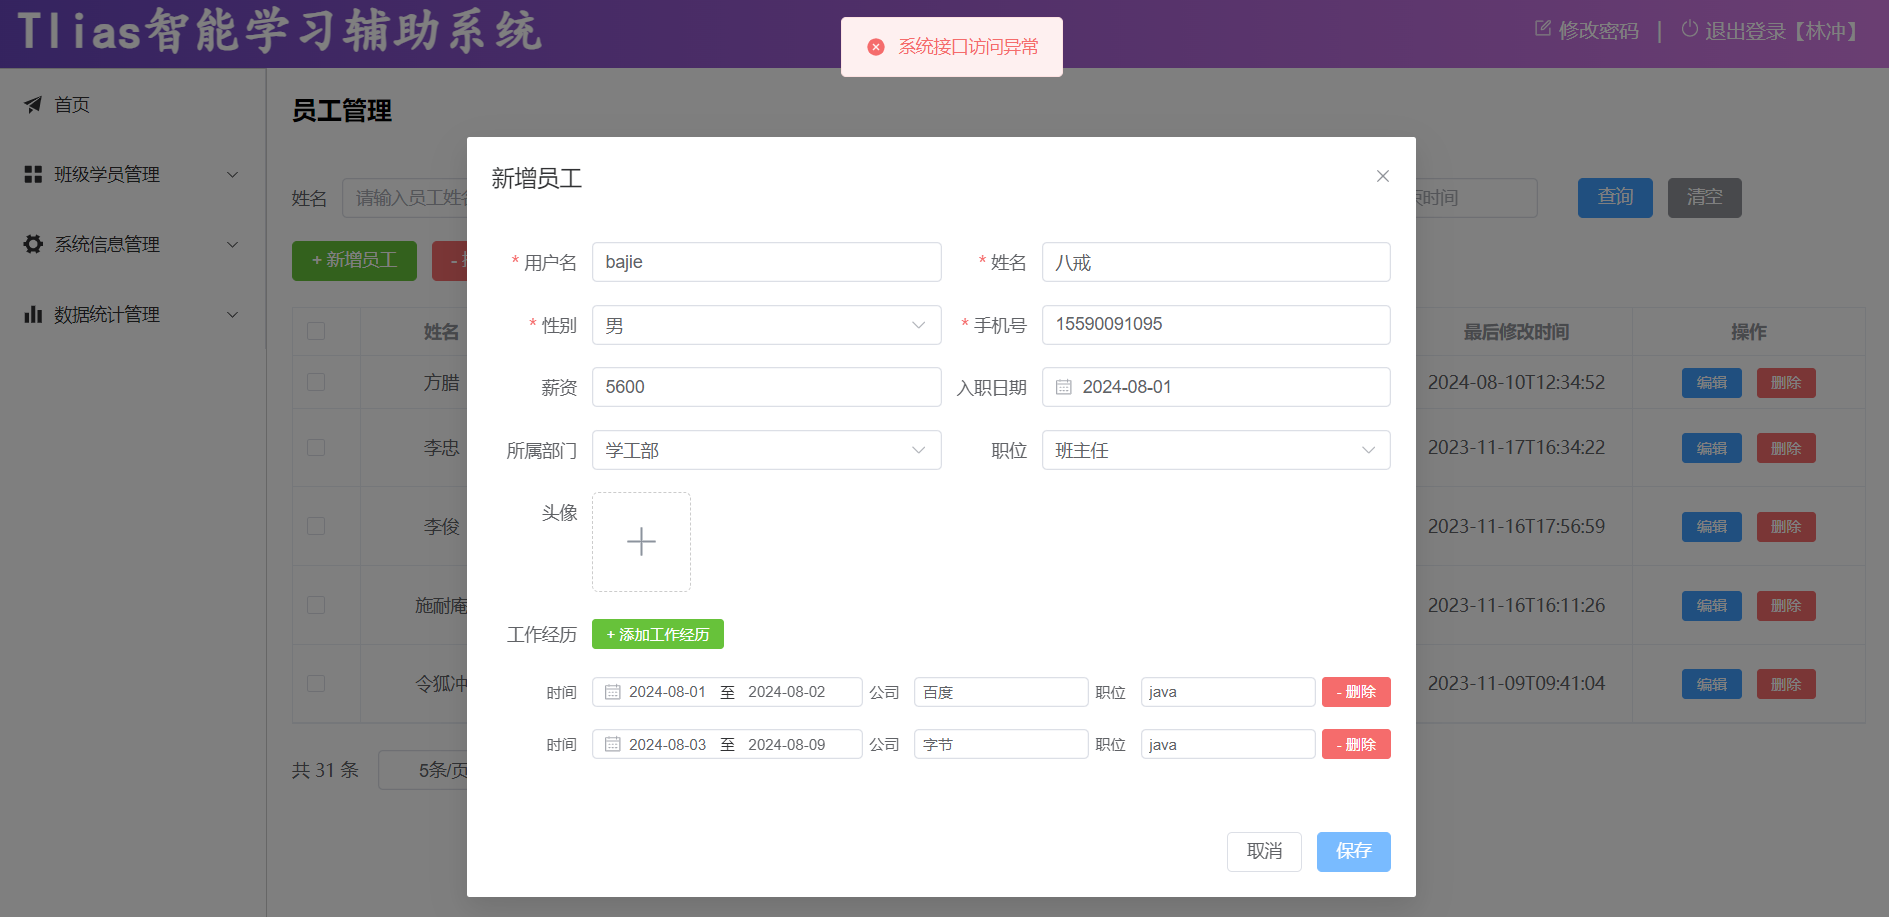 Tlias智能学习辅助系统
系统接口访问异常
修改密码 | 退出登录【林冲】
首页
班级学员管理
系统信息管理
数据统计管理
员工管理
姓名 请输入员工姓名 束时间 查询 清空
+ 新增员工 -
姓名 最后修改时间 操作
方腊 2024-08-10T12:34:52 编辑 删除
李忠 2023-11-17T16:34:22 编辑 删除
李俊 2023-11-16T17:56:59 编辑 删除
施耐庵 2023-11-16T16:11:26 编辑 删除
令狐冲 2023-11-09T09:41:04 编辑 删除
共 31 条 5条/页
新增员工
* 用户名 bajie * 姓名 八戒
* 性别 男 * 手机号 15590091095
薪资 5600 入职日期 2024-08-01
所属部门 学工部 职位 班主任
头像
工作经历 + 添加工作经历
时间 2024-08-01 至 2024-08-02 公司 百度 职位 java - 删除
时间 2024-08-03 至 2024-08-09 公司 字节 职位 java - 删除
取消 保存